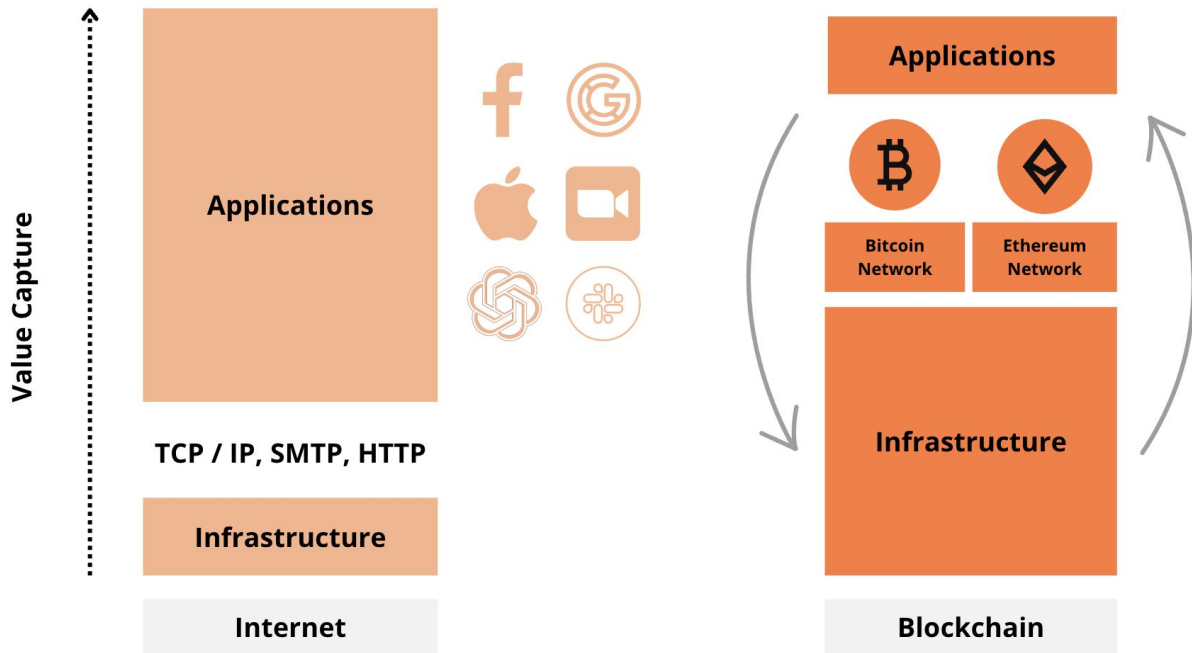 Value Capture
Applications
TCP / IP, SMTP, HTTP
Infrastructure
Internet
Applications
Bitcoin
Network
Ethereum
Network
Infrastructure
Blockchain